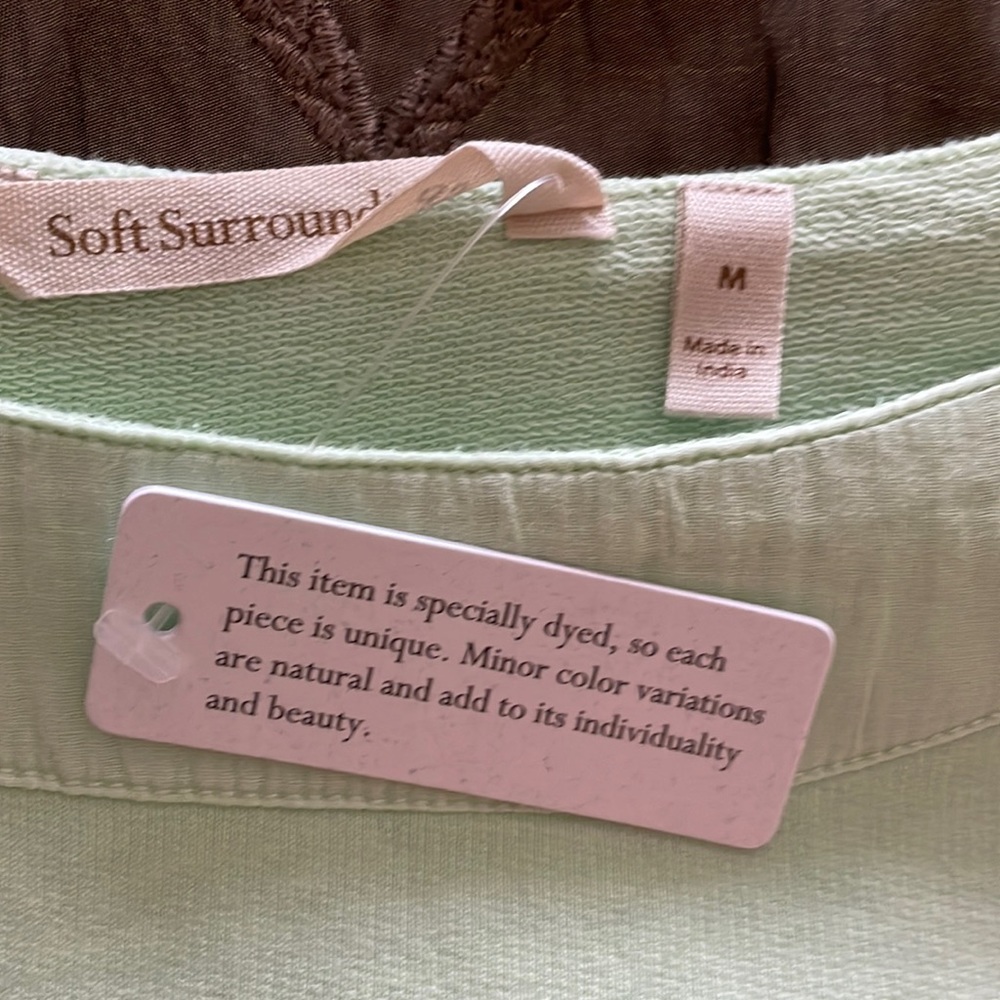 Soft Surround
M
Made in
India
This item is specially dyed, so each
piece is unique. Minor color variations
are natural and add to its individuality
and beauty.